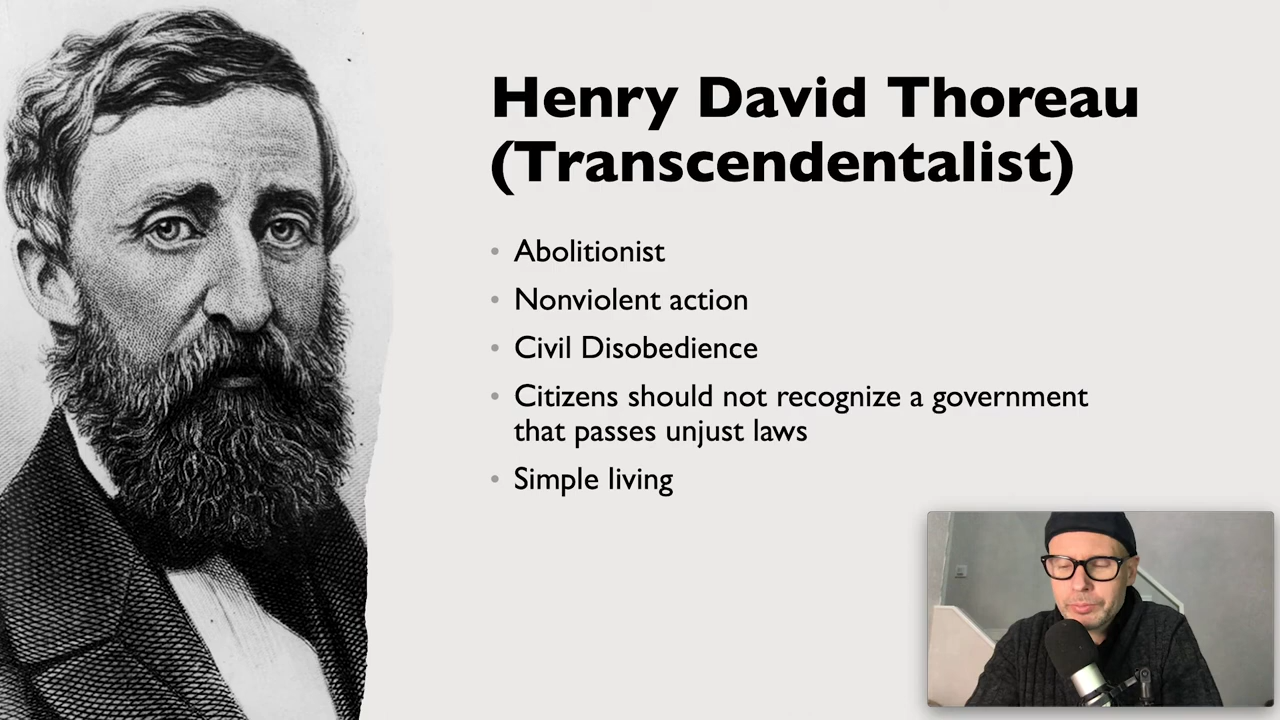 Henry David Thoreau
(Transcendentalist)
• Abolitionist
• Nonviolent action
• Civil Disobedience
• Citizens should not recognize a government
that passes unjust laws
• Simple living